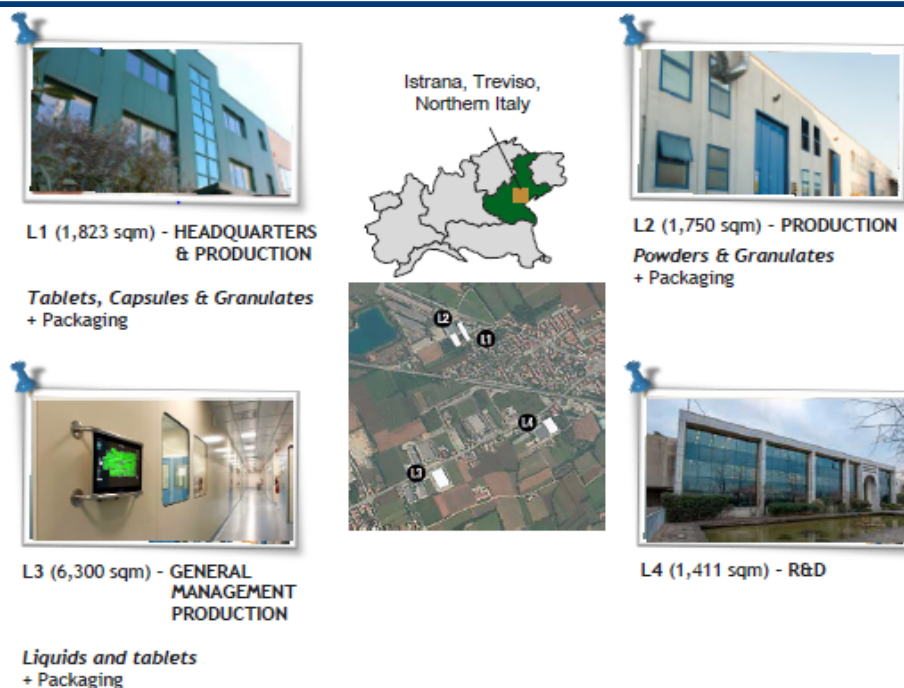 Istrana, Treviso,
Northern Italy
L1 (1,823 sqm) - HEADQUARTERS
& PRODUCTION
Tablets, Capsules & Granulates
+ Packaging
L2 (1,750 sqm) - PRODUCTION
Powders & Granulates
+ Packaging
L2
L1
L4
L3
L3 (6,300 sqm) - GENERAL
MANAGEMENT
PRODUCTION
Liquids and tablets
+ Packaging
L4 (1,411 sqm) - R&D